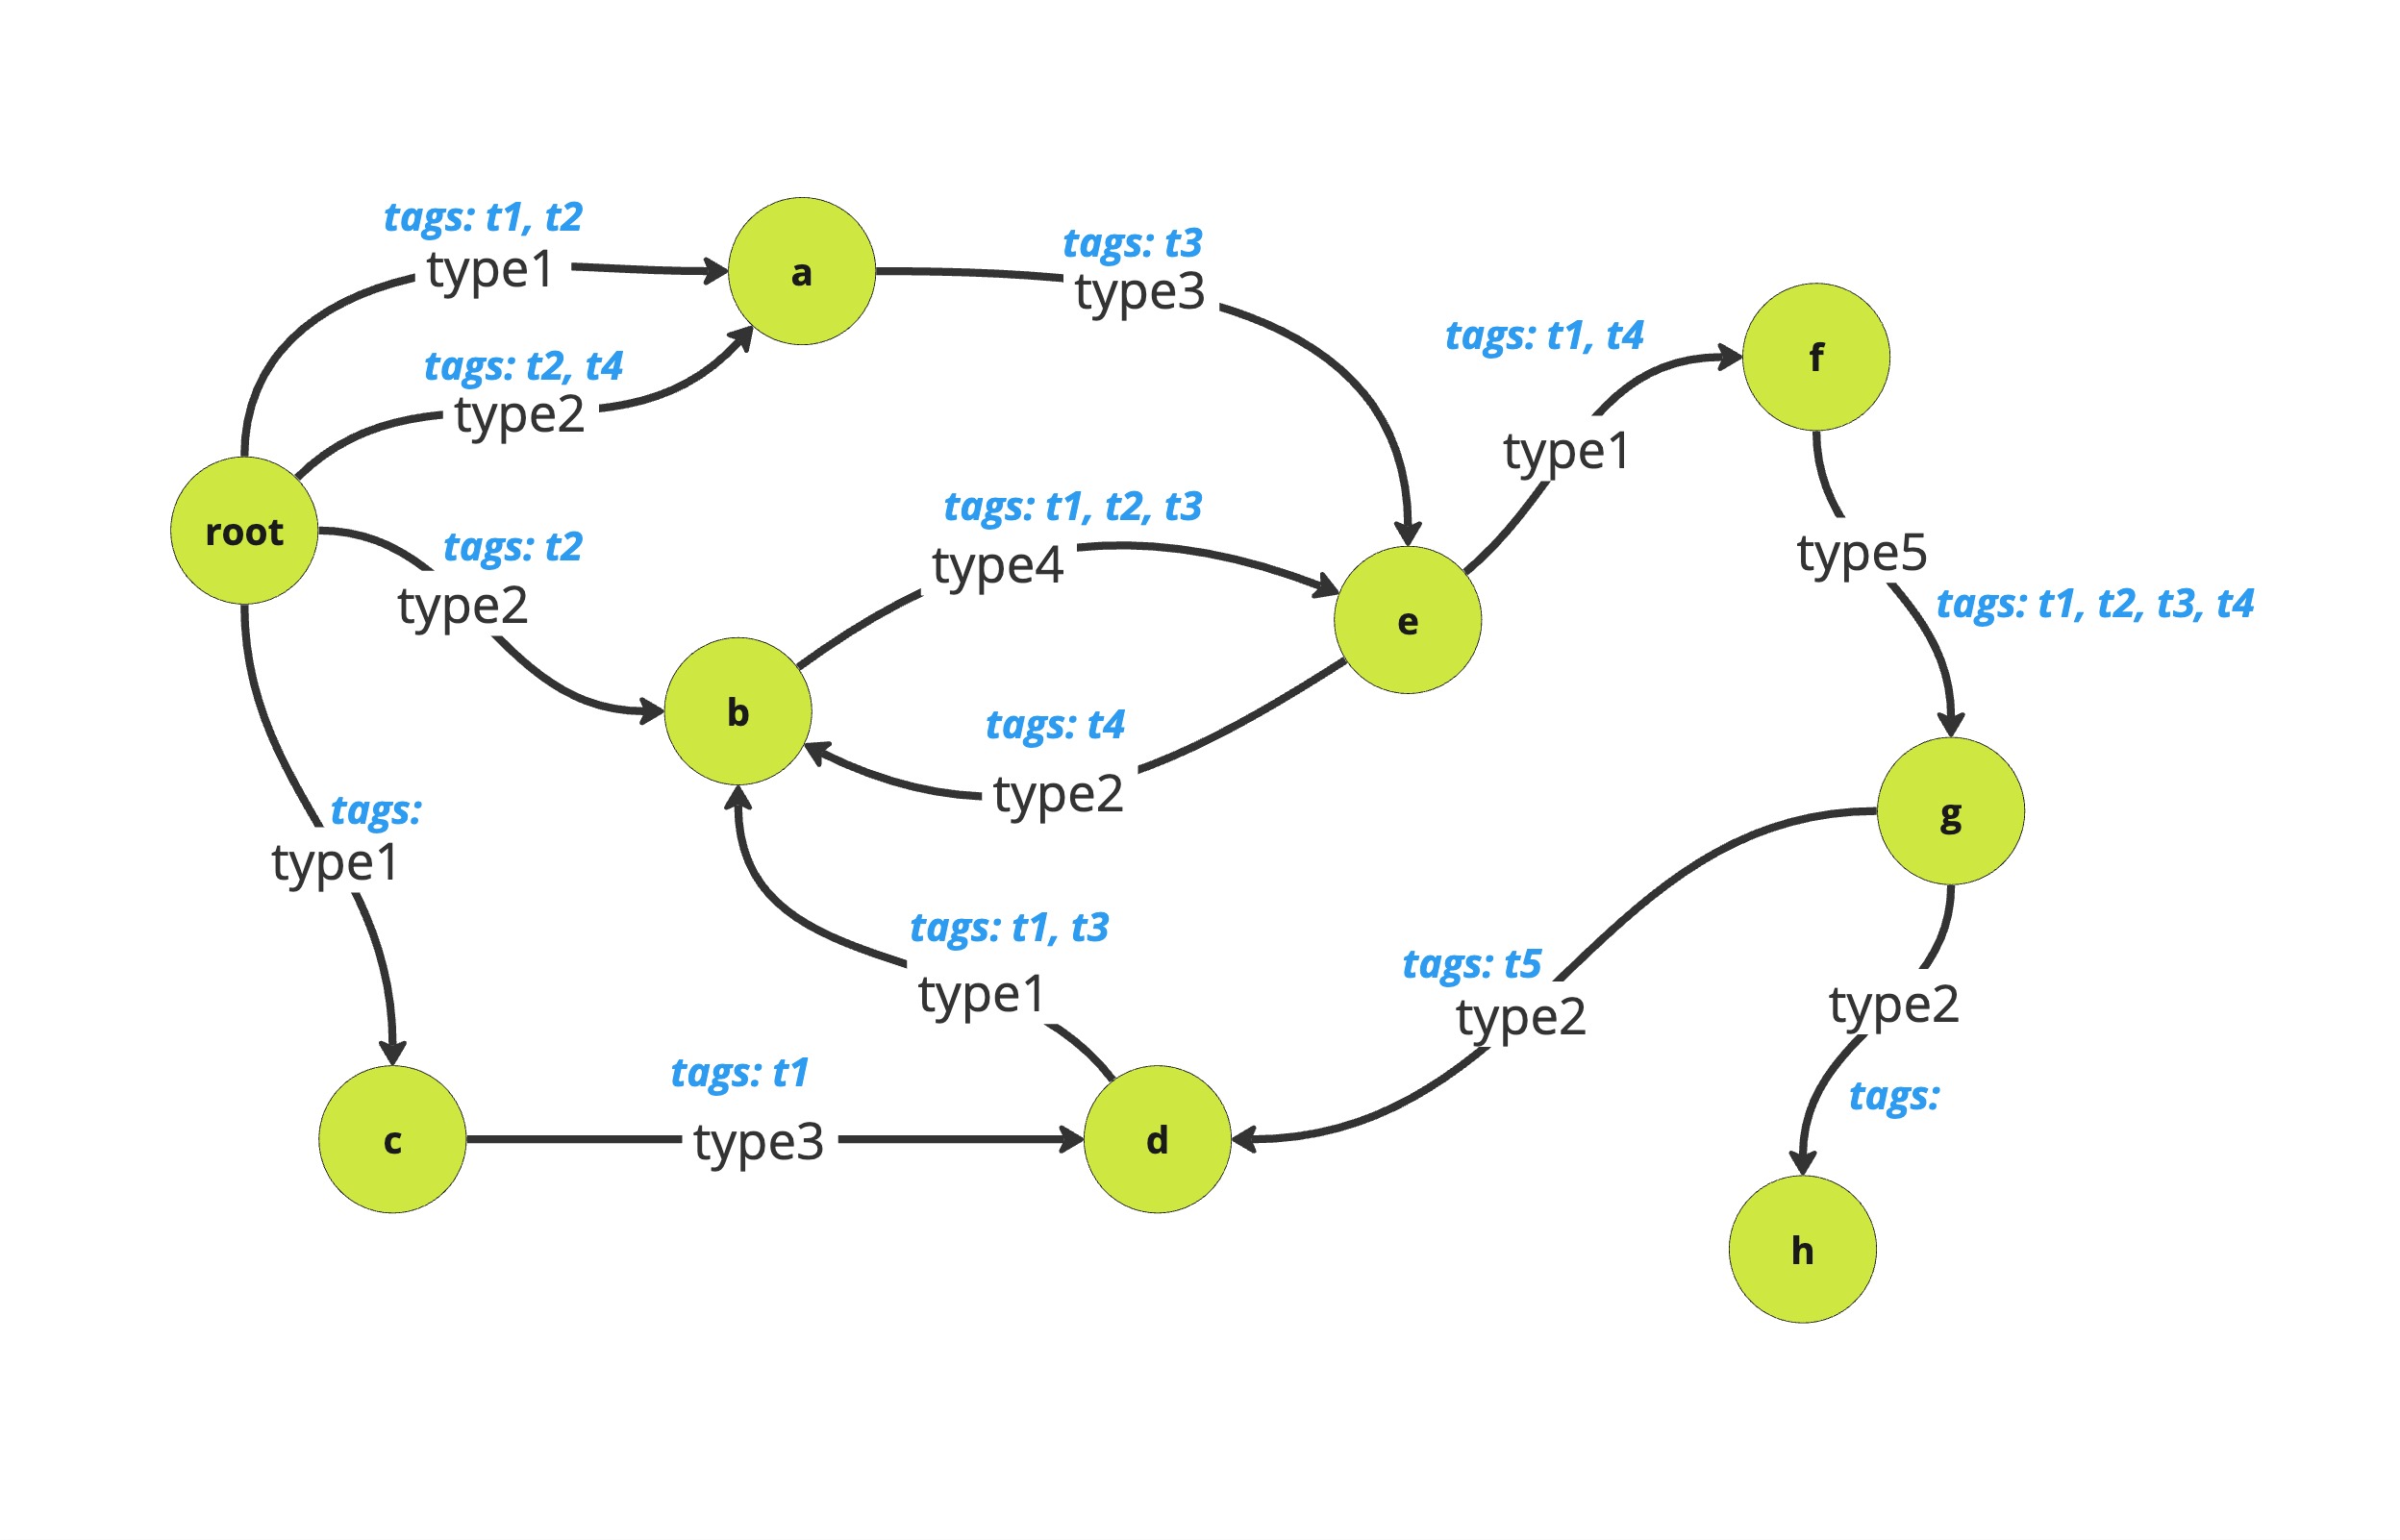 tags: t1, t2
type1
a
tags: t3
type3
tags: t2, t4
type2
tags: t1, t4
type1
f
root
tags: t2
type2
tags: t1, t2, t3
type4
e
type5
tags: t1, t2, t3, t4
b
tags: t4
type2
tags:
type1
g
tags: t1, t3
type1
tags: t5
type2
type2
tags:
c
tags: t1
type3
d
h